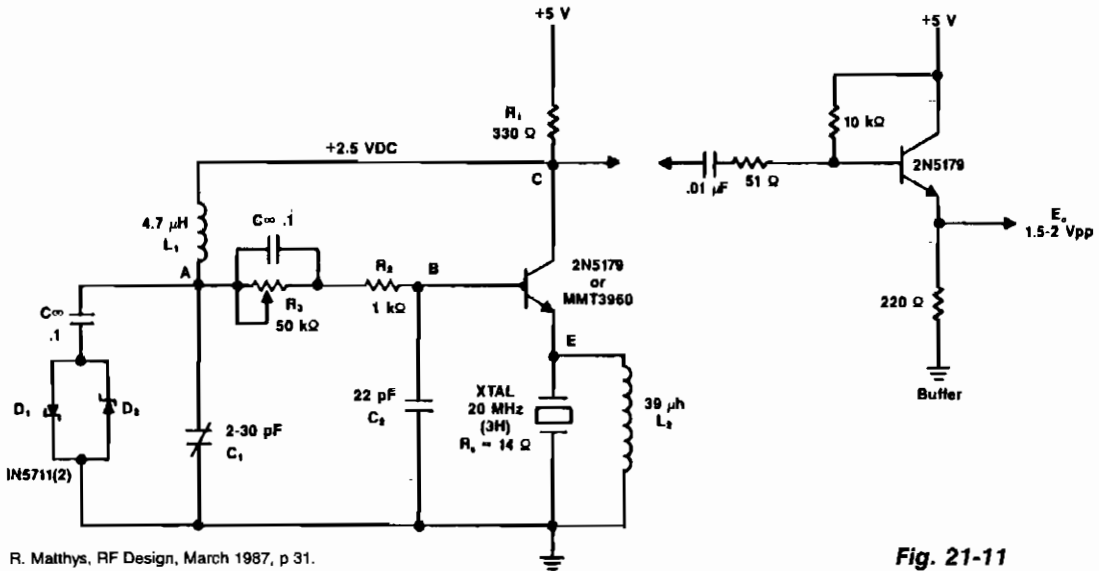 +5 V
+5 V
R₁
330 Ω
10 kΩ
+2.5 VDC
C
2N5179
.01 µF
51 Ω
4.7 µH
L₁
C∞ .1
E₀
1.5-2 Vpp
A
R₂
B
2N5179
or
MMT3960
R₃
50 kΩ
1 kΩ
C∞
.1
220 Ω
E
D₁
D₂
22 pF
C₂
XTAL
20 MHz
(3H)
Rₛ = 14 Ω
39 µh
L₂
Buffer
2-30 pF
C₁
IN5711(2)
R. Matthys, RF Design, March 1987, p 31.
Fig. 21-11